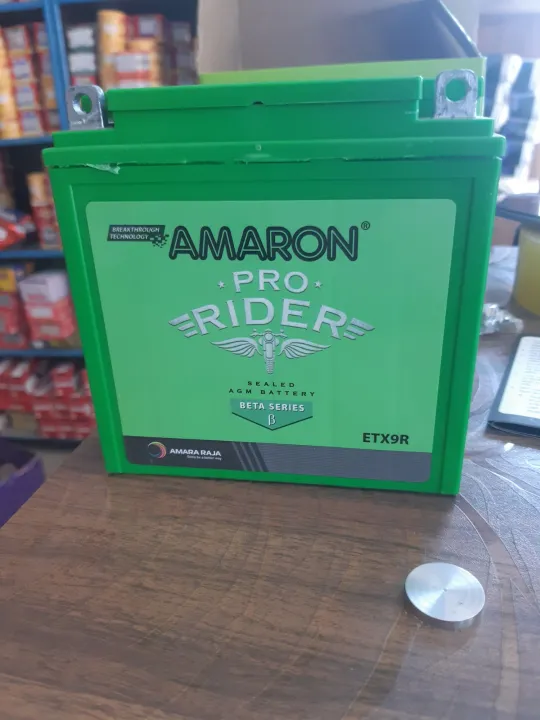 BREAKTHROUGH
TECHNOLOGY
AMARON®
PRO
RIDER
SEALED
AGM BATTERY
BETA SERIES
β
ETX9R
AMARA RAJA